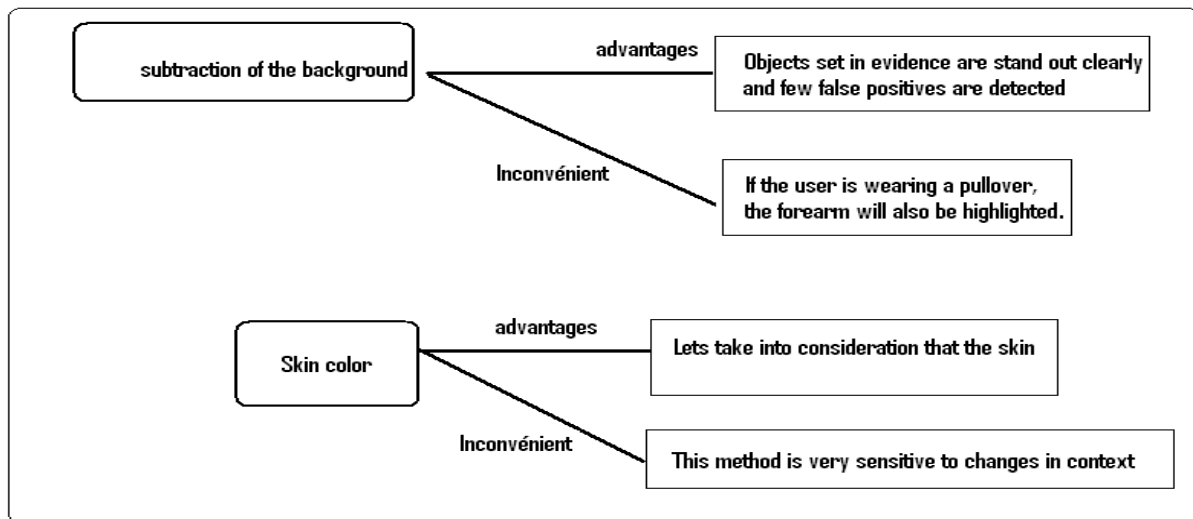 subtraction of the background
advantages
Objects set in evidence are stand out clearly
and few false positives are detected
Inconvénient
If the user is wearing a pullover,
the forearm will also be highlighted.
Skin color
advantages
Lets take into consideration that the skin
Inconvénient
This method is very sensitive to changes in context